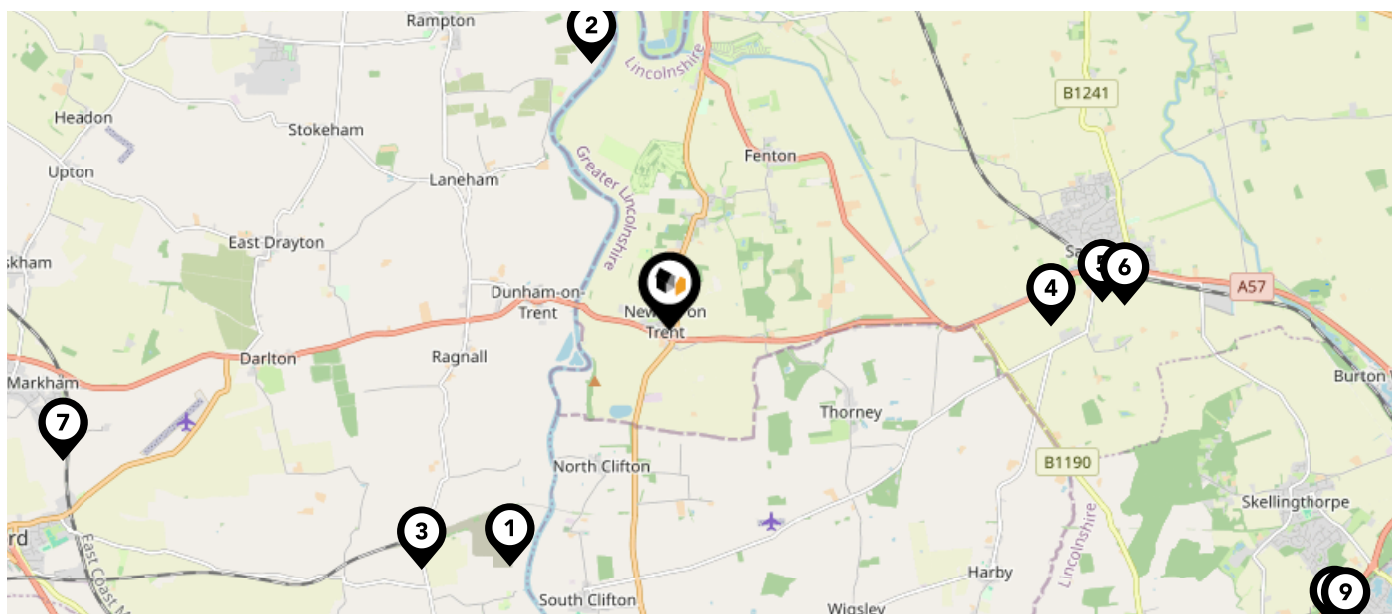 Rampton
2
Lincolnshire
B1241
Headon
Stokeham
Fenton
Upton
Laneham
Greater Lincolnshire
East Drayton
skham
5
6
4
A57
Dunham-on-
Trent
Trent
Darlton
Ragnall
Markham
Burton
7
Thorney
North Clifton
B1190
Skellingthorpe
3
1
rd
East Coast M
Lincolnshire
Harby
9
South Clifton
Wigsley